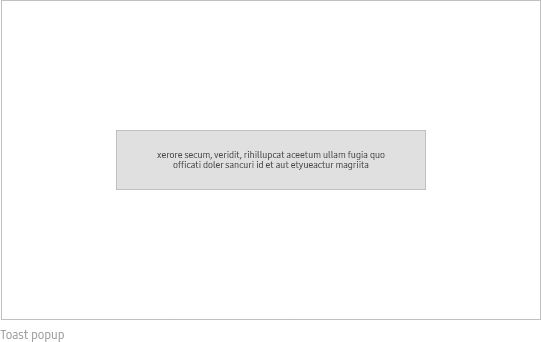 xerore secum, veridit, rihillupcat aceetum ullam fugia quo
officati doler sancuri id et aut etyueactur magriita
Toast popup